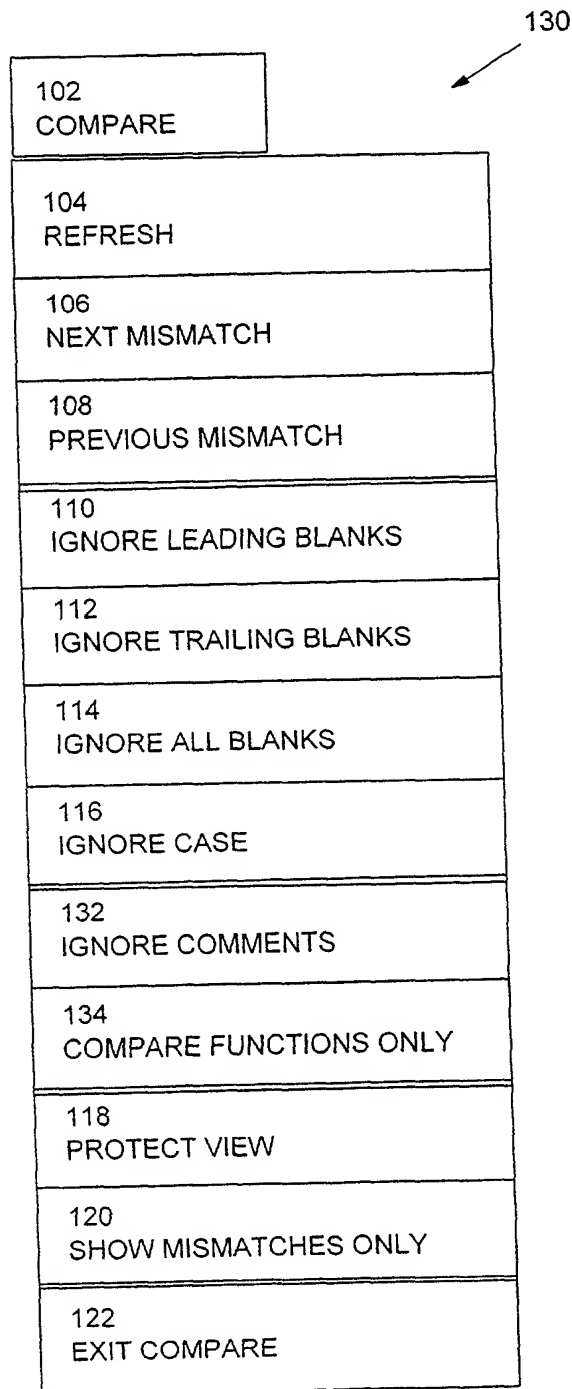 130
102
COMPARE
104
REFRESH
106
NEXT MISMATCH
108
PREVIOUS MISMATCH
110
IGNORE LEADING BLANKS
112
IGNORE TRAILING BLANKS
114
IGNORE ALL BLANKS
116
IGNORE CASE
132
IGNORE COMMENTS
134
COMPARE FUNCTIONS ONLY
118
PROTECT VIEW
120
SHOW MISMATCHES ONLY
122
EXIT COMPARE